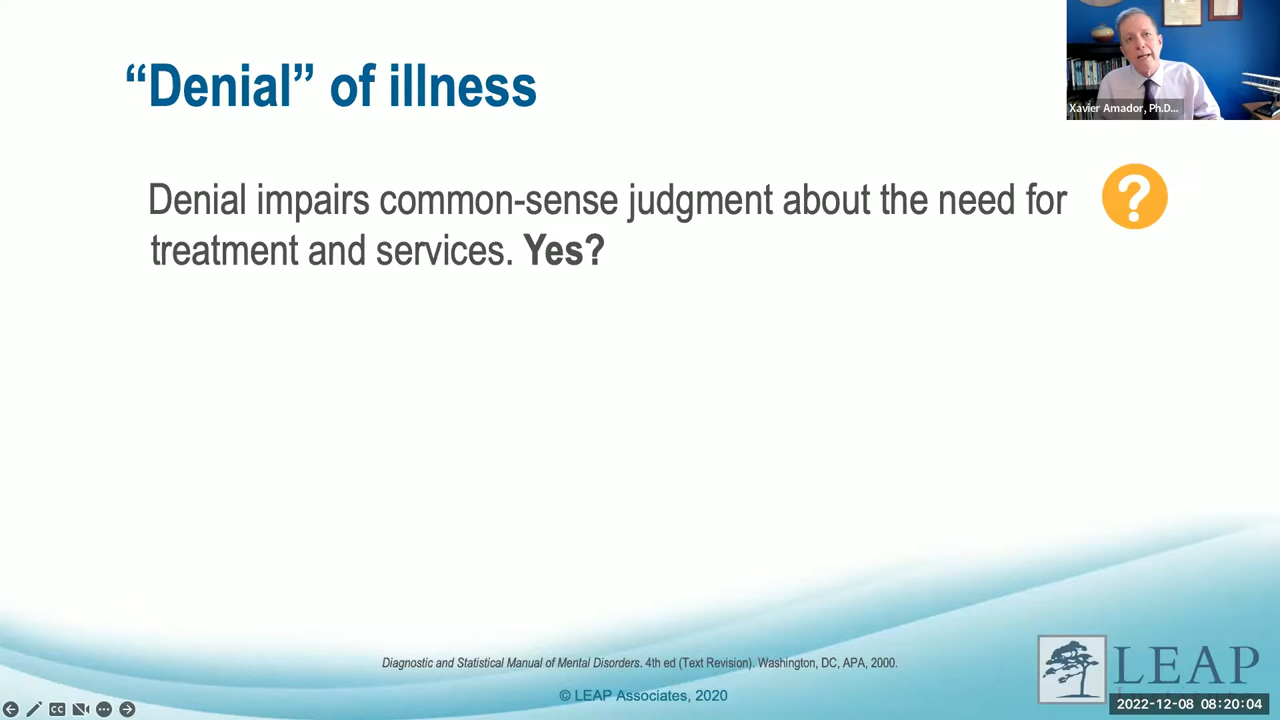 “Denial” of illness
Xavier Amador, Ph.D...
Denial impairs common-sense judgment about the need for
?
treatment and services. Yes?
Diagnostic and Statistical Manual of Mental Disorders. 4th ed (Text Revision). Washington, DC, APA, 2000.
© LEAP Associates, 2020
LEAP
CC
2022-12-08 08:20:04